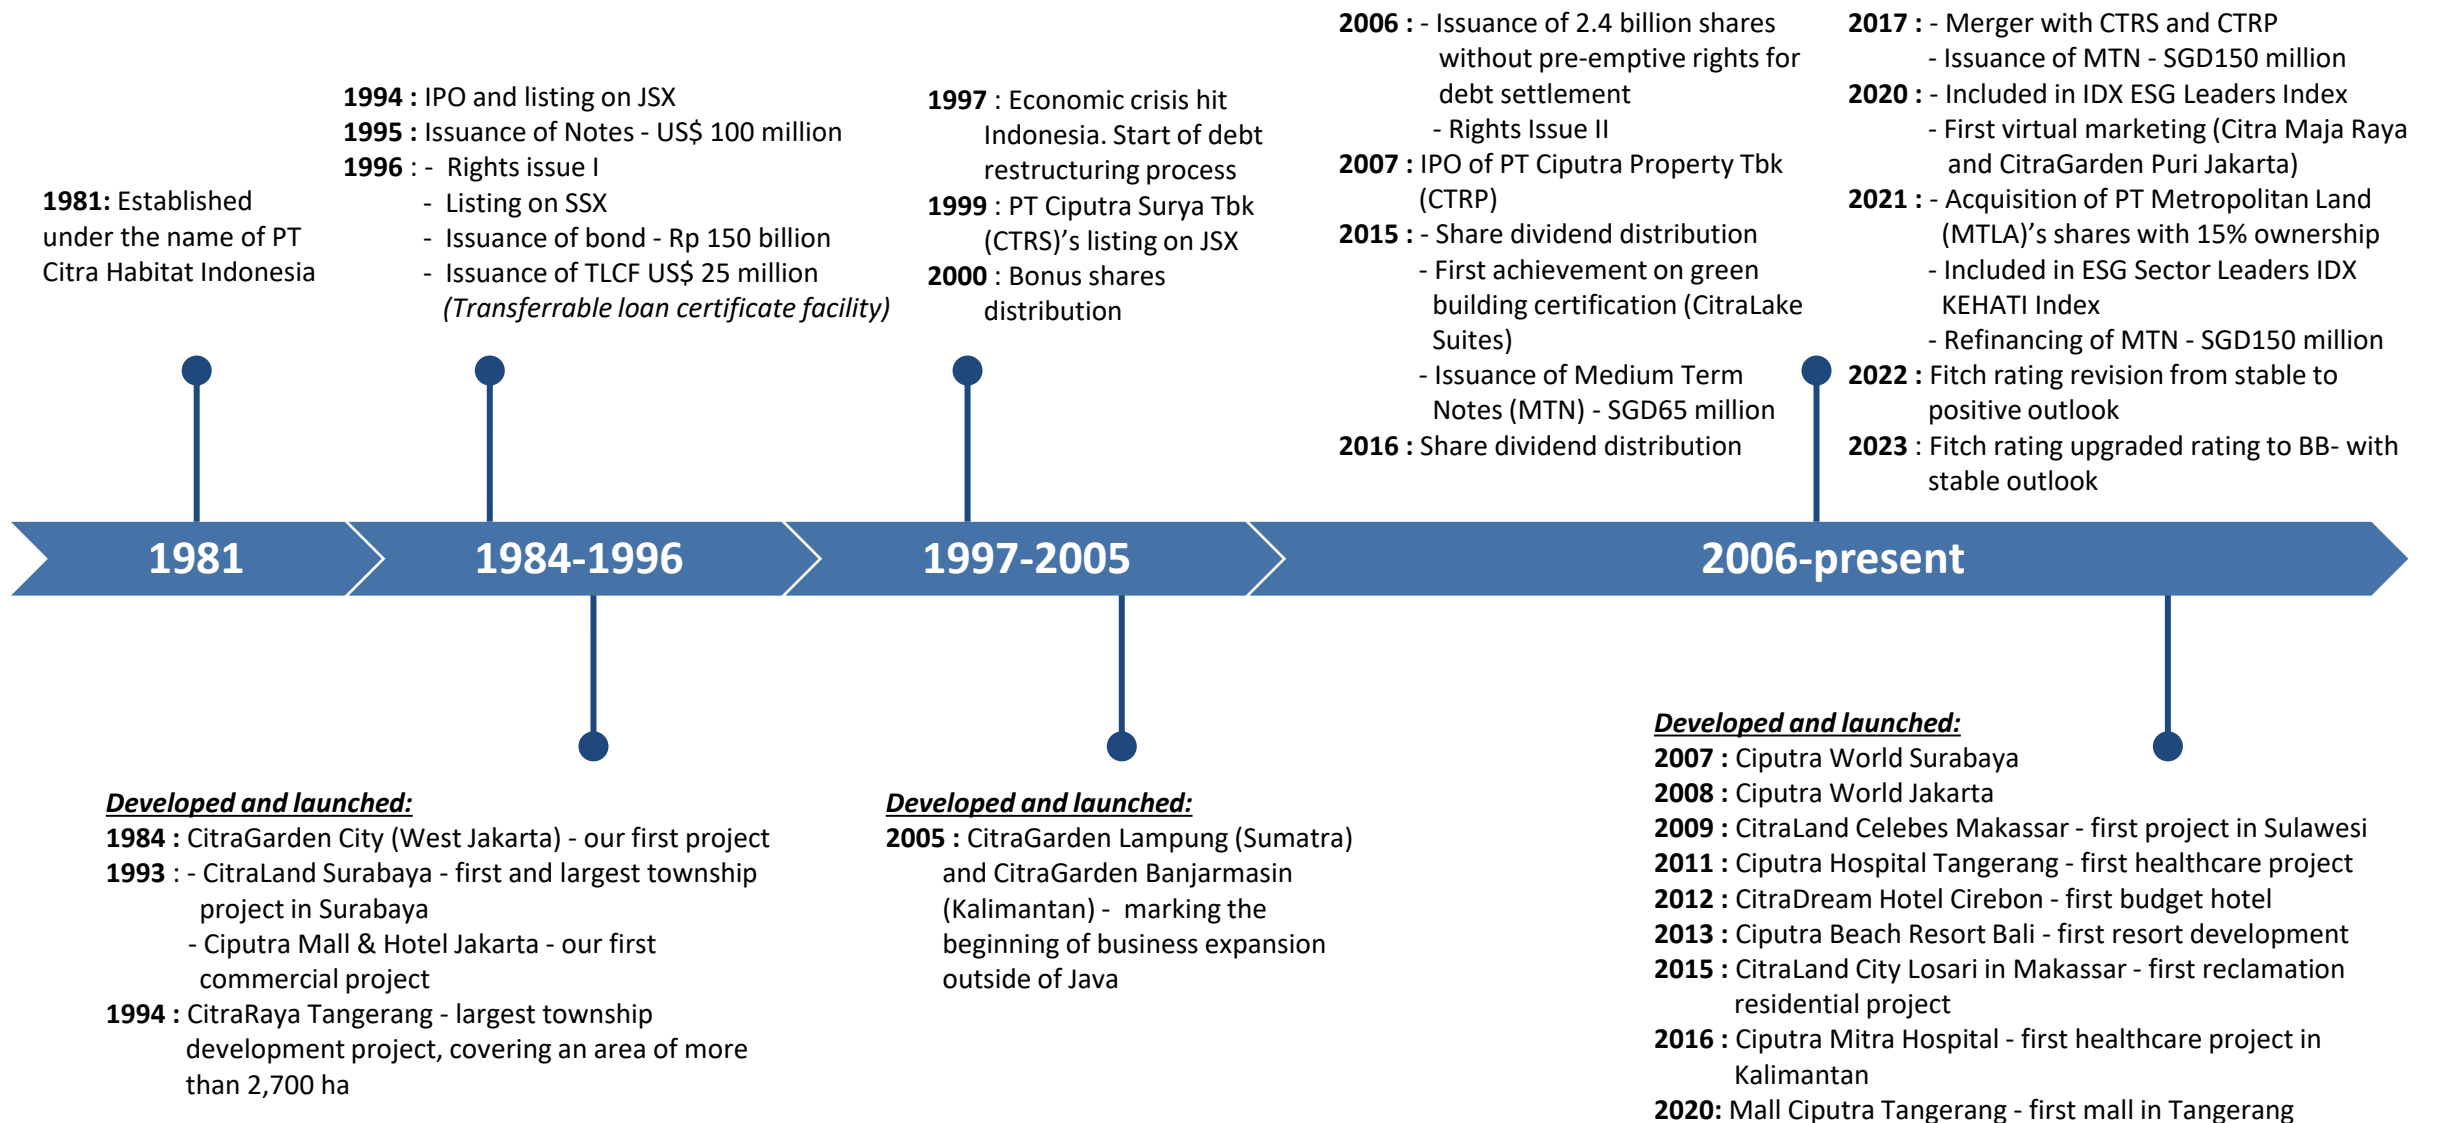 1981: Established
under the name of PT
Citra Habitat Indonesia
1994 : IPO and listing on JSX
1995 : Issuance of Notes - US$ 100 million
1996 : - Rights issue I
- Listing on SSX
- Issuance of bond - Rp 150 billion
- Issuance of TLCF US$ 25 million
(Transferrable loan certificate facility)
1997 : Economic crisis hit
Indonesia. Start of debt
restructuring process
1999 : PT Ciputra Surya Tbk
(CTRS)'s listing on JSX
2000 : Bonus shares
distribution
2006 : - Issuance of 2.4 billion shares
without pre-emptive rights for
debt settlement
- Rights Issue II
2007 : IPO of PT Ciputra Property Tbk
(CTRP)
2015 : - Share dividend distribution
- First achievement on green
building certification (CitraLake
Suites)
- Issuance of Medium Term
Notes (MTN) - SGD65 million
2016 : Share dividend distribution
2017 : - Merger with CTRS and CTRP
- Issuance of MTN - SGD150 million
2020 : - Included in IDX ESG Leaders Index
- First virtual marketing (Citra Maja Raya
and CitraGarden Puri Jakarta)
2021 : - Acquisition of PT Metropolitan Land
(MTLA)'s shares with 15% ownership
- Included in ESG Sector Leaders IDX
KEHATI Index
- Refinancing of MTN - SGD150 million
2022 : Fitch rating revision from stable to
positive outlook
2023 : Fitch rating upgraded rating to BB- with
stable outlook
1981
1984-1996
1997-2005
2006-present
Developed and launched:
1984 : CitraGarden City (West Jakarta) - our first project
1993 : - CitraLand Surabaya - first and largest township
project in Surabaya
- Ciputra Mall & Hotel Jakarta - our first
commercial project
1994 : CitraRaya Tangerang - largest township
development project, covering an area of more
than 2,700 ha
Developed and launched:
2005 : CitraGarden Lampung (Sumatra)
and CitraGarden Banjarmasin
(Kalimantan) - marking the
beginning of business expansion
outside of Java
Developed and launched:
2007 : Ciputra World Surabaya
2008 : Ciputra World Jakarta
2009 : CitraLand Celebes Makassar - first project in Sulawesi
2011 : Ciputra Hospital Tangerang - first healthcare project
2012 : CitraDream Hotel Cirebon - first budget hotel
2013 : Ciputra Beach Resort Bali - first resort development
2015 : CitraLand City Losari in Makassar - first reclamation
residential project
2016 : Ciputra Mitra Hospital - first healthcare project in
Kalimantan
2020: Mall Ciputra Tangerang - first mall in Tangerang